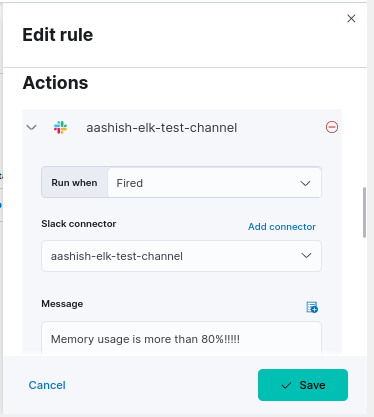 Edit rule
Actions
aashish-elk-test-channel
Run when Fired
Slack connector Add connector
aashish-elk-test-channel
Message
Memory usage is more than 80%!!!!!
Cancel Save